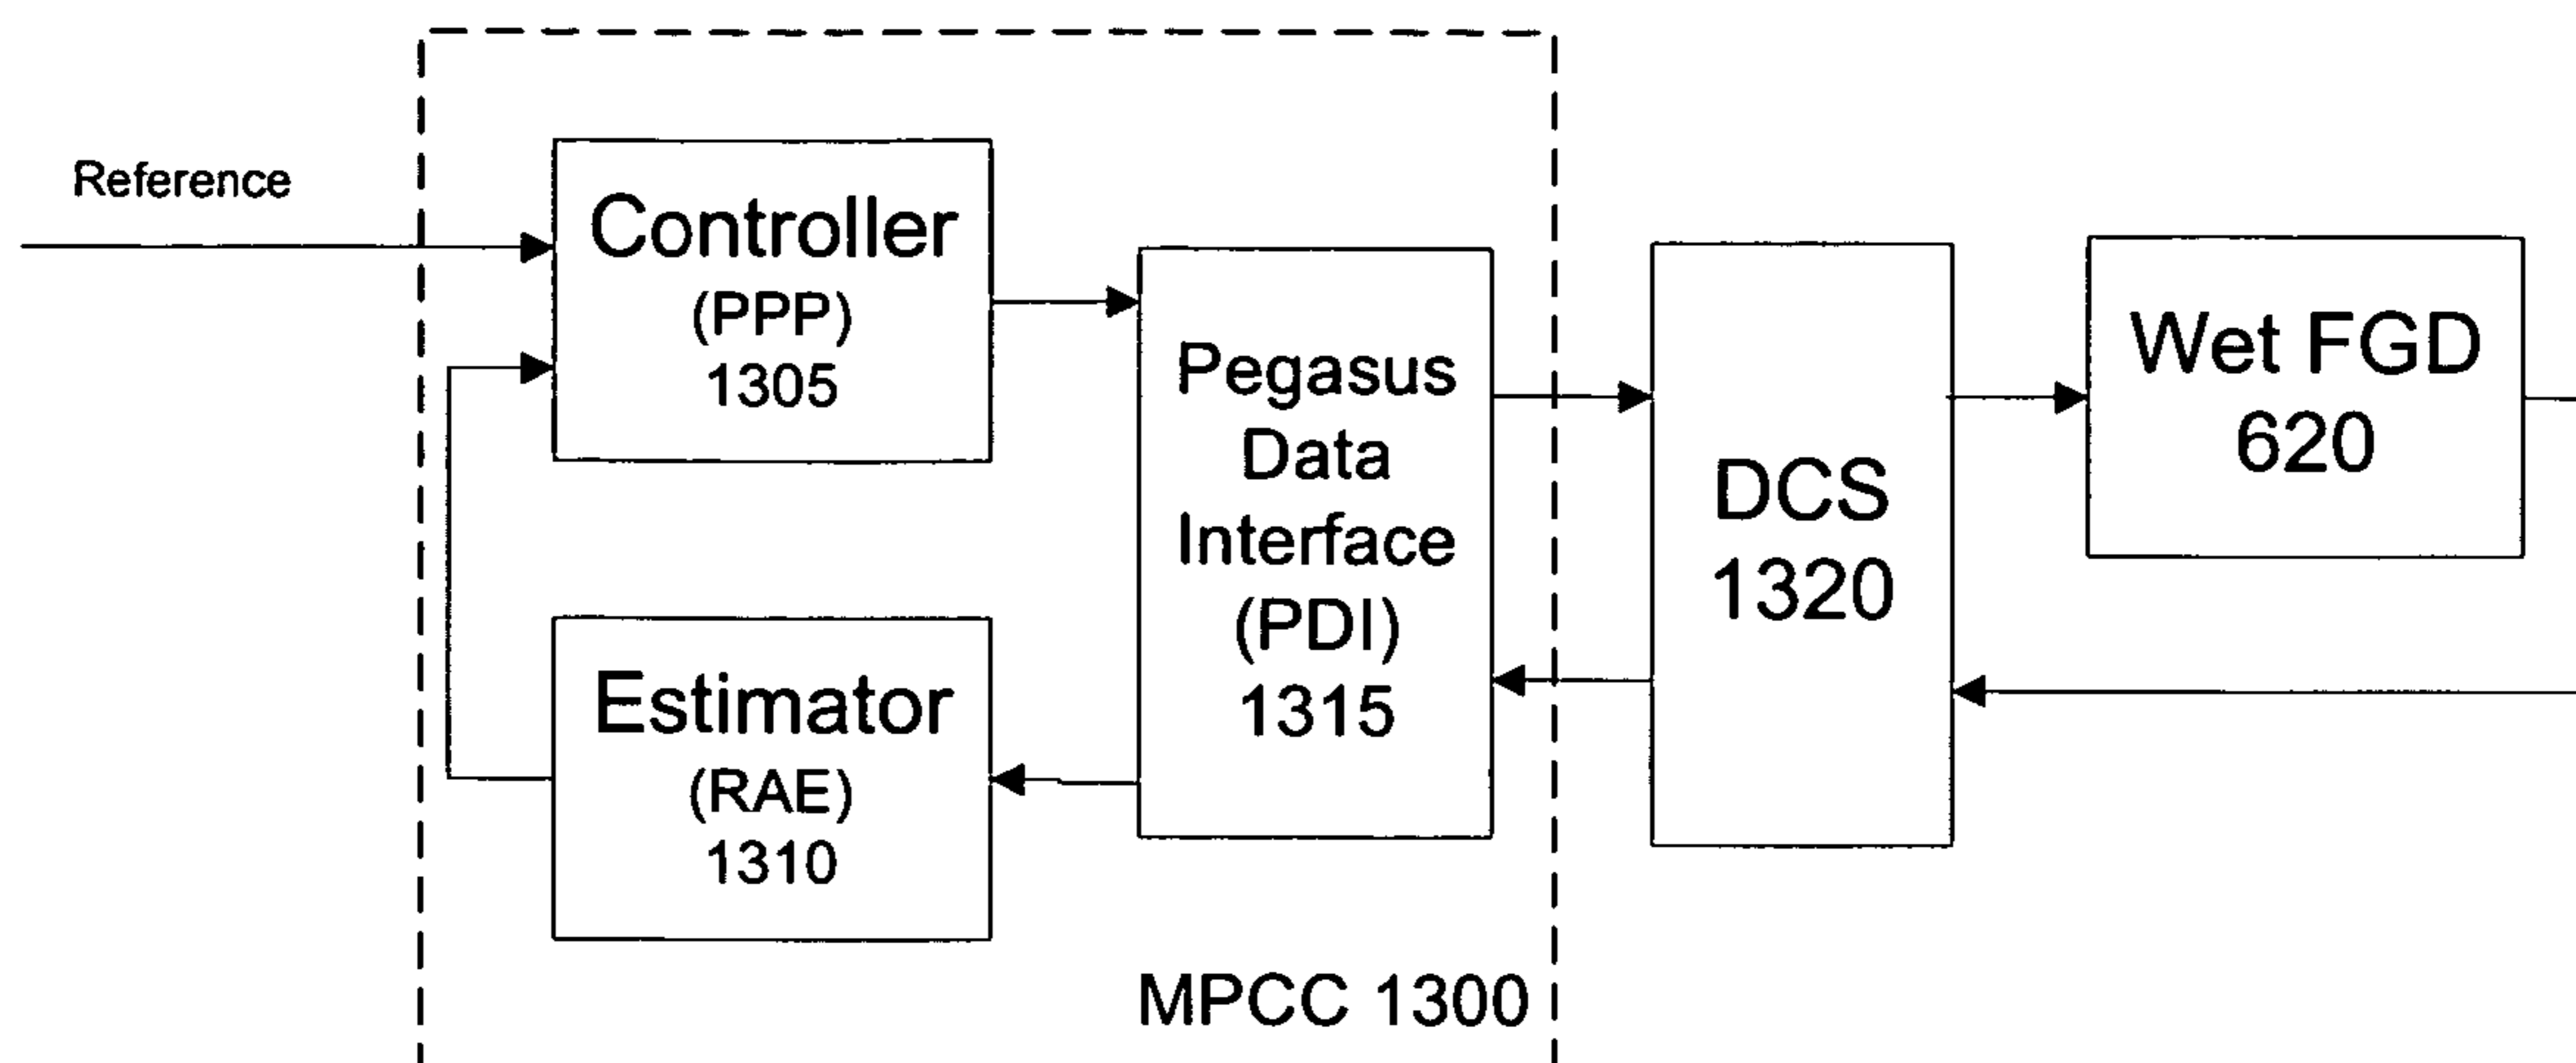 Reference
Controller
(PPP)
1305
Pegasus
Data
Interface
(PDI)
1315
DCS
1320
Wet FGD
620
Estimator
(RAE)
1310
MPCC 1300